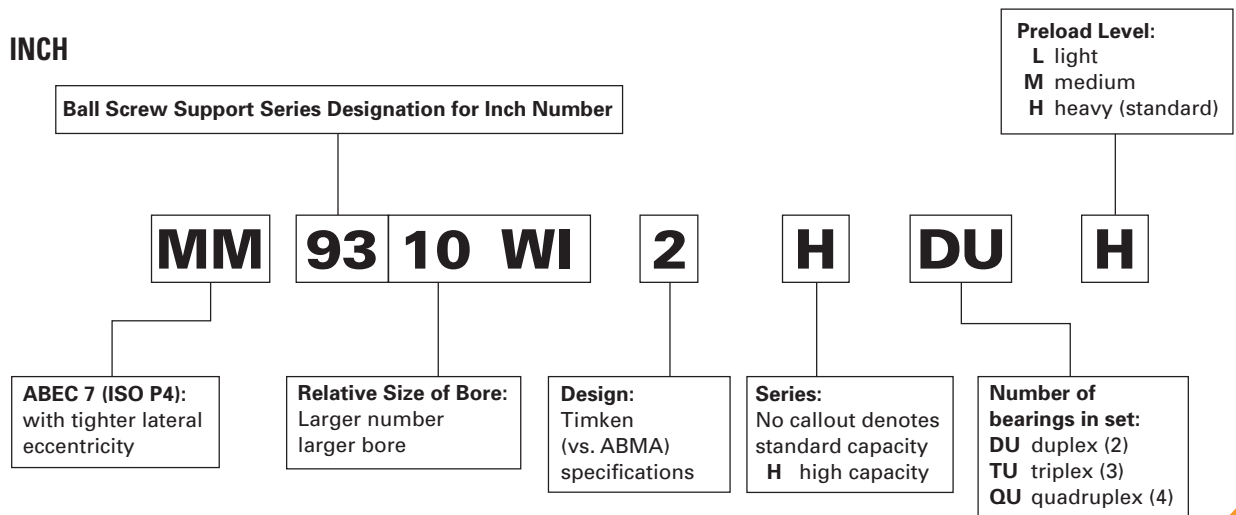 INCH
Preload Level:
L light
M medium
H heavy (standard)
Ball Screw Support Series Designation for Inch Number
MM 93 10 WI 2 H DU H
ABEC 7 (ISO P4):
with tighter lateral
eccentricity
Relative Size of Bore:
Larger number
larger bore
Design:
Timken
(vs. ABMA)
specifications
Series:
No callout denotes
standard capacity
H high capacity
Number of
bearings in set:
DU duplex (2)
TU triplex (3)
QU quadruplex (4)